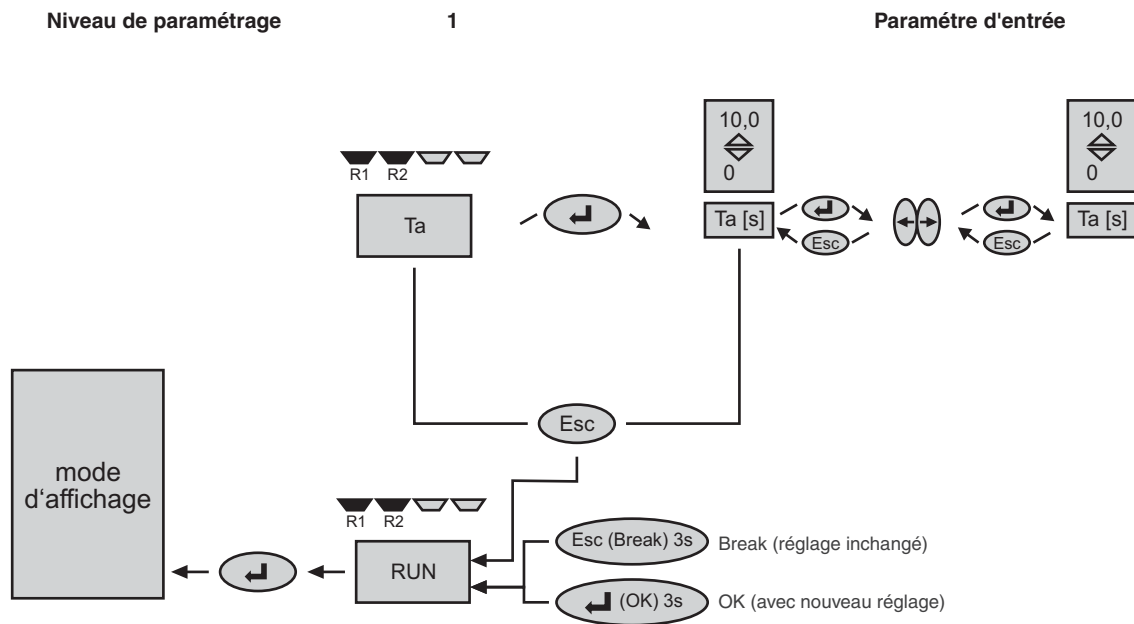 Niveau de paramétrage 1 Paramétre d'entrée
10,0 10,0
0 0
R1 R2
Ta
Ta [s] Esc Esc Ta [s]
Esc
mode
d‘affichage
R1 R2
RUN
Esc (Break) 3s Break (réglage inchangé)
(OK) 3s OK (avec nouveau réglage)